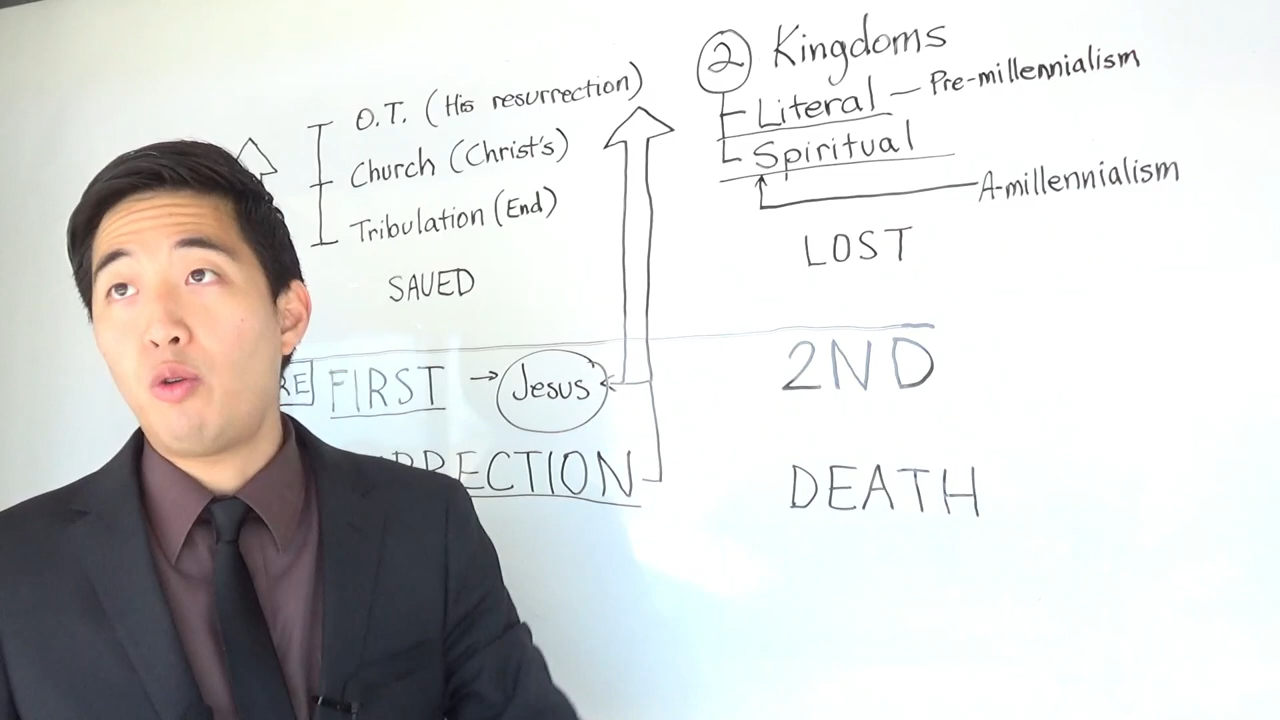 O.T. (His resurrection)
Church (Christ's)
Tribulation (End)
SAVED
FIRST → Jesus
RRECTION
2 Kingdoms
Literal — Pre-millennialism
Spiritual
A-millennialism
LOST
2ND
DEATH